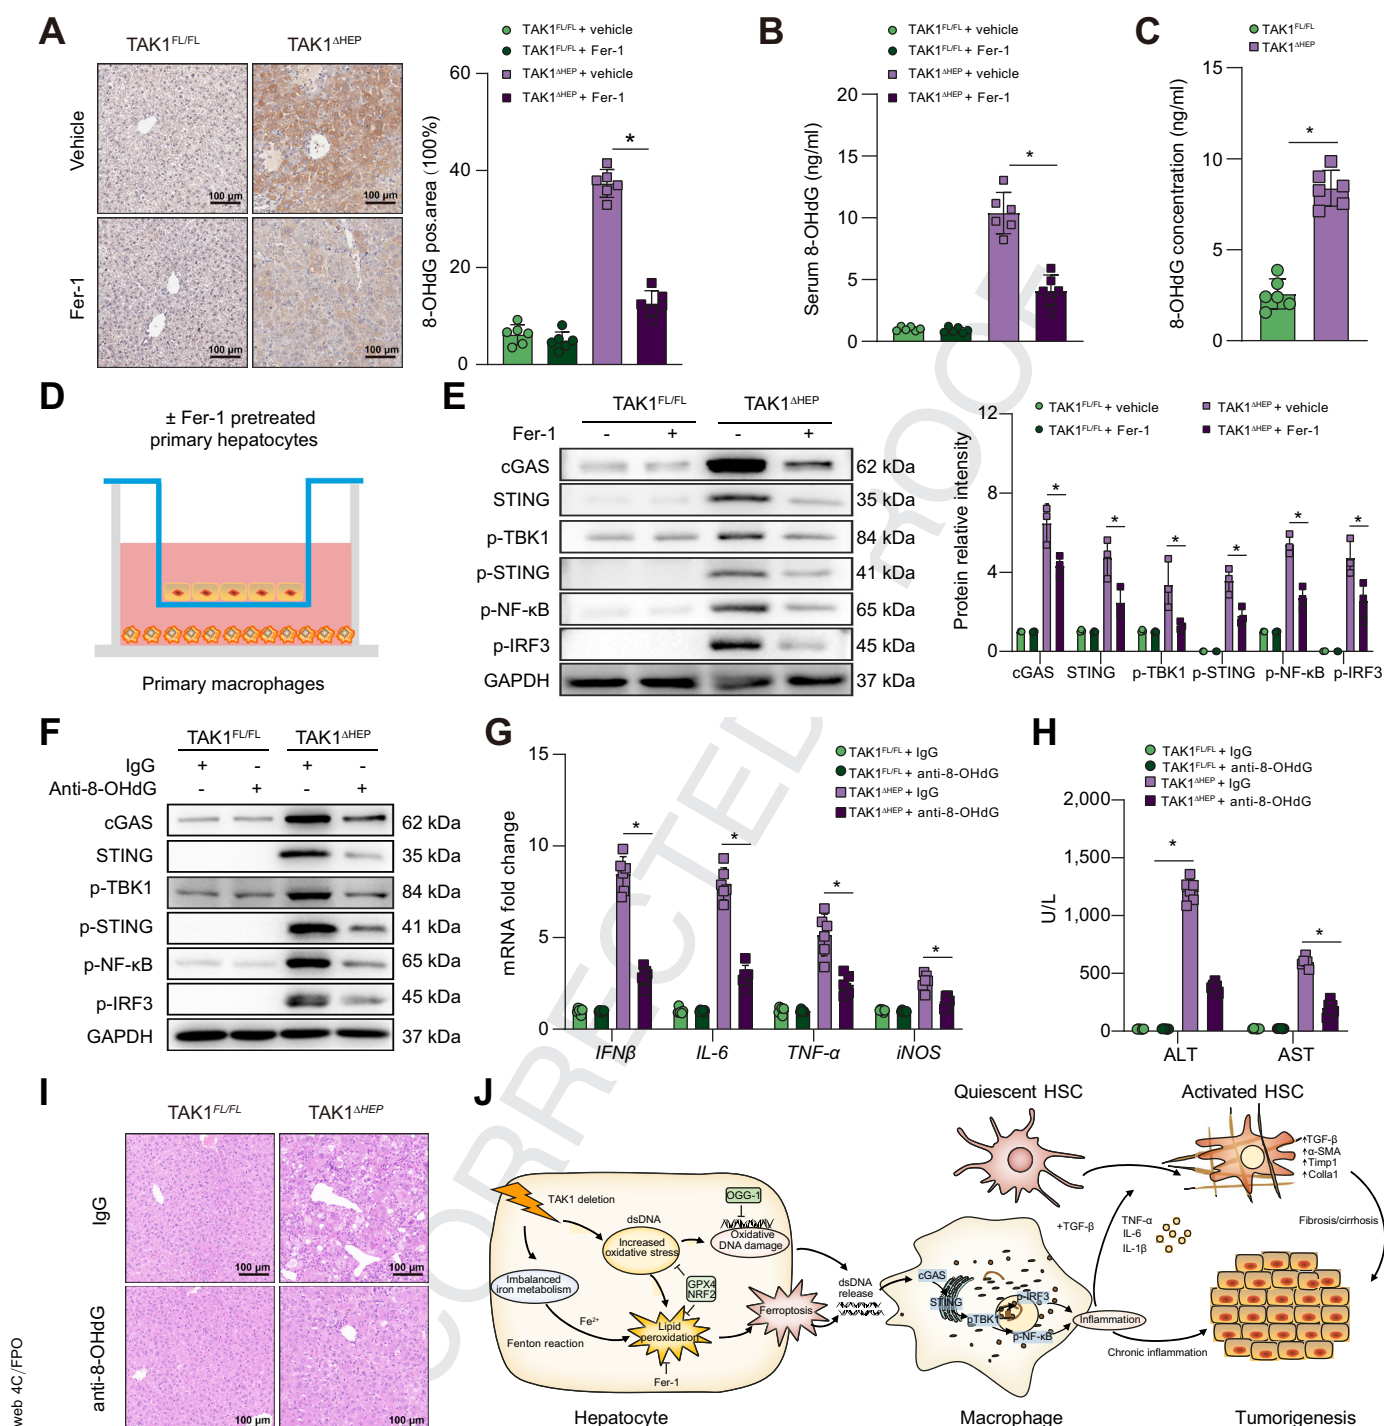 A
TAK1FL/FL
TAK1ΔHEP
Vehicle
Fer-1
100 μm
100 μm
100 μm
100 μm
TAK1FL/FL + vehicle
TAK1FL/FL + Fer-1
TAK1ΔHEP + vehicle
TAK1ΔHEP + Fer-1
8-OHdG pos.area (100%)
60
40
20
0
*
B
TAK1FL/FL + vehicle
TAK1FL/FL + Fer-1
TAK1ΔHEP + vehicle
TAK1ΔHEP + Fer-1
Serum 8-OHdG (ng/ml)
20
15
10
5
0
*
C
TAK1FL/FL
TAK1ΔHEP
8-OHdG concentration (ng/ml)
15
10
5
0
*
D
± Fer-1 pretreated
primary hepatocytes
Primary macrophages
E
TAK1FL/FL
TAK1ΔHEP
Fer-1 - + - +
cGAS 62 kDa
STING 35 kDa
p-TBK1 84 kDa
p-STING 41 kDa
p-NF-κB 65 kDa
p-IRF3 45 kDa
GAPDH 37 kDa
TAK1FL/FL + vehicle
TAK1FL/FL + Fer-1
TAK1ΔHEP + vehicle
TAK1ΔHEP + Fer-1
Protein relative intensity
12
8
4
0
* * * * * *
cGAS STING p-TBK1 p-STING p-NF-κB p-IRF3
F
TAK1FL/FL
TAK1ΔHEP
IgG + - + -
Anti-8-OHdG - + - +
cGAS 62 kDa
STING 35 kDa
p-TBK1 84 kDa
p-STING 41 kDa
p-NF-κB 65 kDa
p-IRF3 45 kDa
GAPDH 37 kDa
G
TAK1FL/FL + IgG
TAK1FL/FL + anti-8-OHdG
TAK1ΔHEP + IgG
TAK1ΔHEP + anti-8-OHdG
mRNA fold change
15
10
5
0
* * * *
IFNβ IL-6 TNF-α iNOS
H
TAK1FL/FL + IgG
TAK1FL/FL + anti-8-OHdG
TAK1ΔHEP + IgG
TAK1ΔHEP + anti-8-OHdG
U/L
2,000
1,500
1,000
500
0
* *
ALT AST
I
TAK1FL/FL
TAK1ΔHEP
IgG
anti-8-OHdG
100 μm
100 μm
100 μm
100 μm
J
Quiescent HSC
Activated HSC
↑TGF-β
↑α-SMA
↑Timp1
↑Colla1
TAK1 deletion
dsDNA
Increased
oxidative stress
OGG-1
Oxidative
DNA damage
Imbalanced
iron metabolism
GPX4
NRF2
Fe2+
Fenton reaction
Lipid
peroxidation
Fer-1
Ferroptosis
dsDNA
release
Hepatocyte
cGAS
STING
pTBK1
p-IRF3
p-NF-κB
Macrophage
+TGF-β
TNF-α
IL-6
IL-1β
Inflammation
Chronic inflammation
Fibrosis/cirrhosis
Tumorigenesis
web 4C/FPO
CORRECTED PROOF